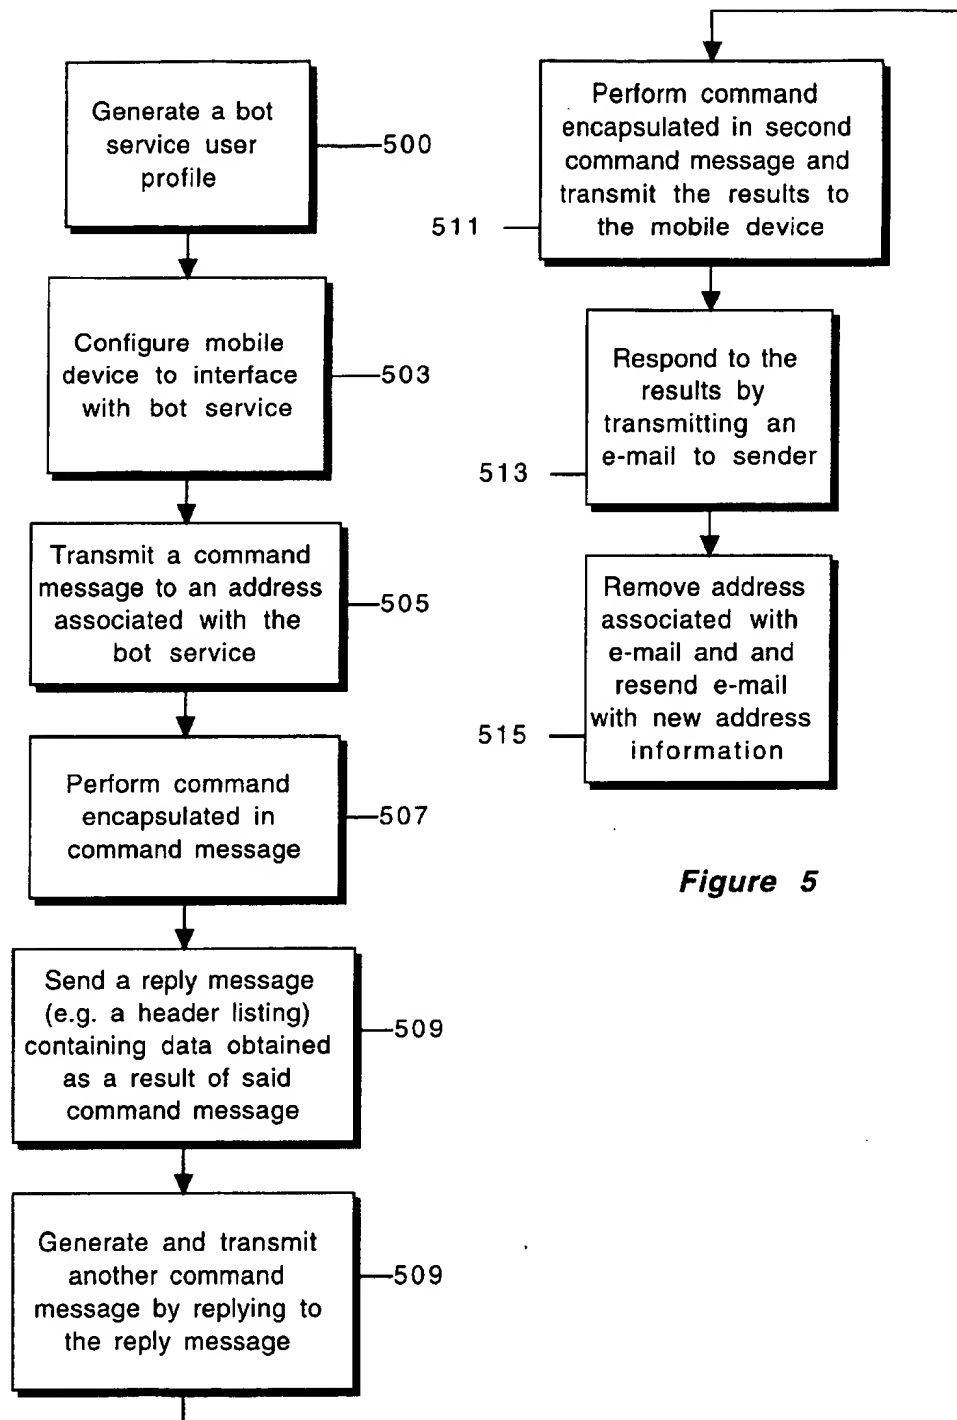 Generate a bot
service user
profile
500
Configure mobile
device to interface
with bot service
503
Transmit a command
message to an address
associated with the
bot service
505
Perform command
encapsulated in
command message
507
Send a reply message
(e.g. a header listing)
containing data obtained
as a result of said
command message
509
Generate and transmit
another command
message by replying to
the reply message
509
Perform command
encapsulated in second
command message and
transmit the results to
the mobile device
511
Respond to the
results by
transmitting an
e-mail to sender
513
Remove address
associated with
e-mail and and
resend e-mail
with new address
information
515
Figure 5